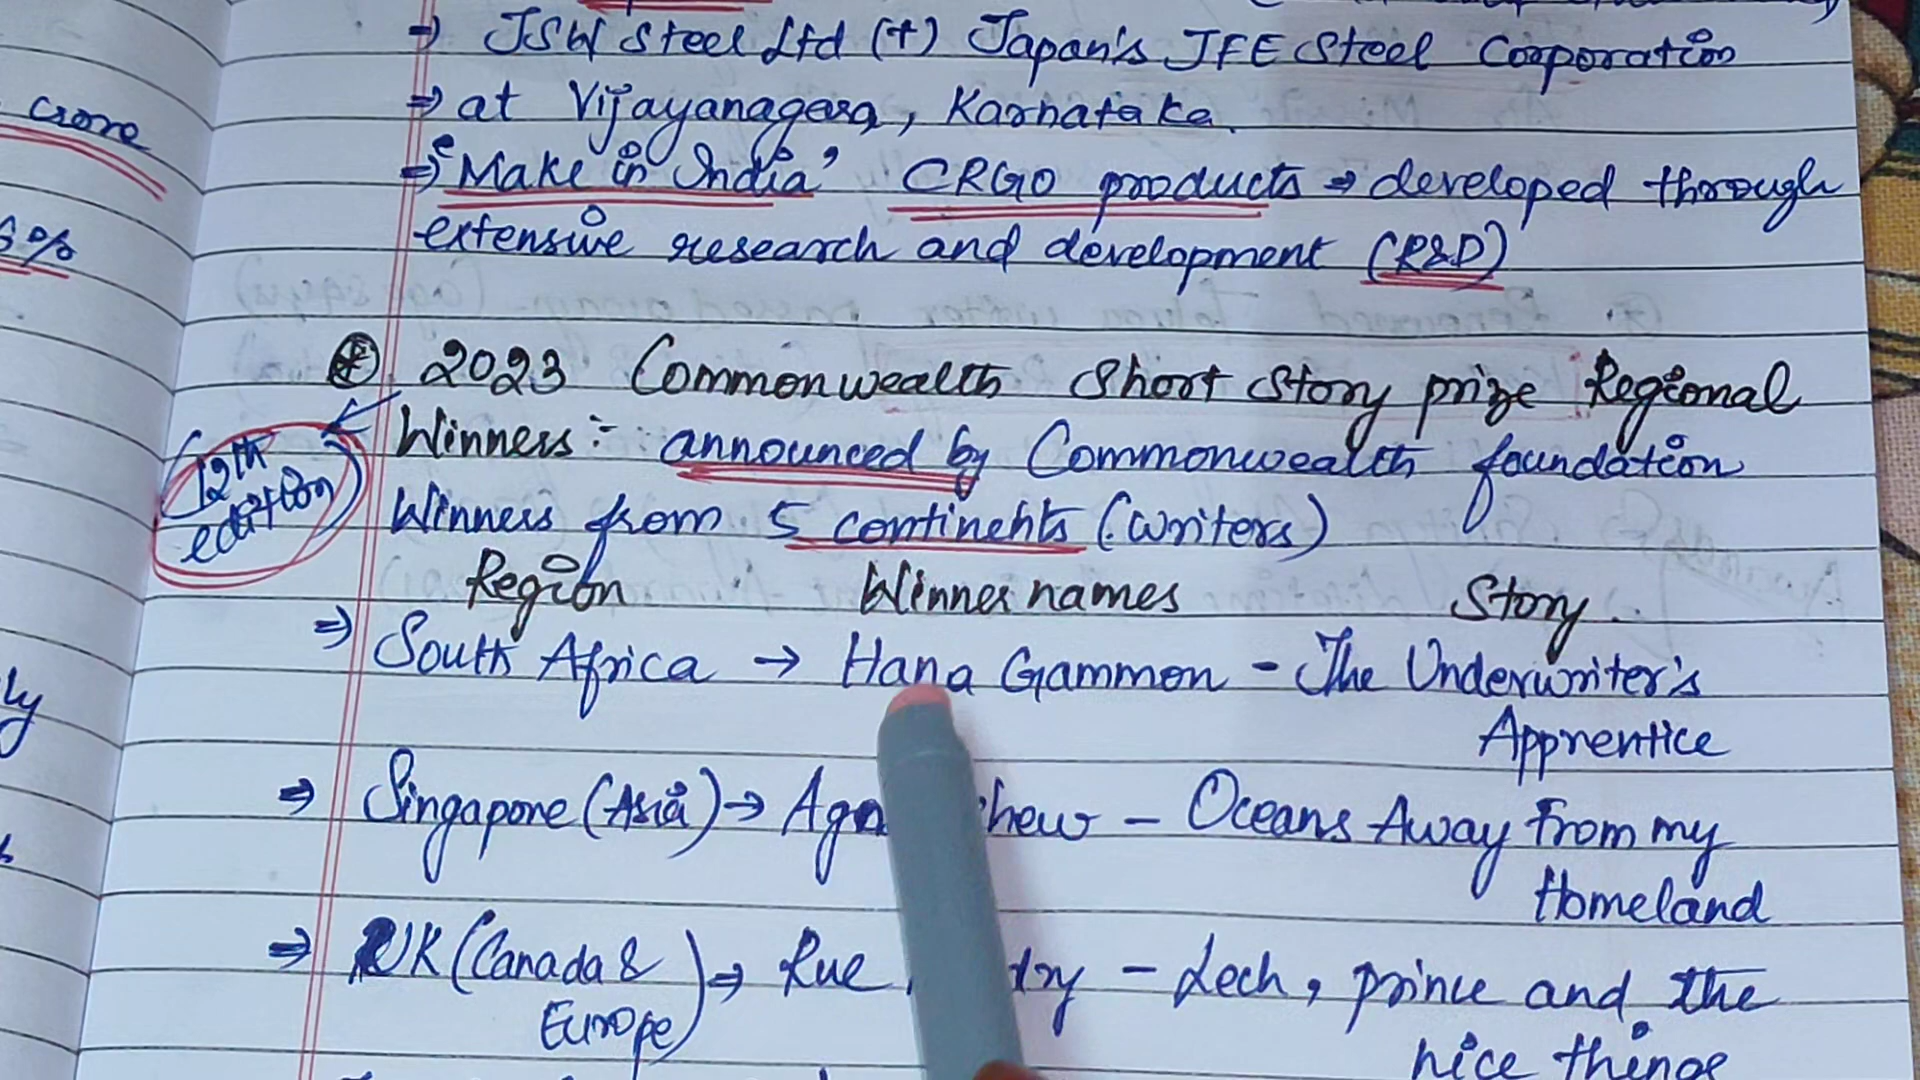 crore
6%
ly
⇒ JSW Steel Ltd (+) Japan's JFE Steel Corporation
⇒ at Vijayanagara, Karnataka.
⇒ 'Make in India' CRGO products → developed through
extensive research and development (R&D)
2023 Commonwealth Short Story prize Regional
12th edition
Winners:- announced by Commonwealth foundation
Winners from 5 continents (writers)
Region Winner names Story.
⇒ South Africa → Hana Gammon - The Underwriter's
Apprentice
⇒ Singapore (Asia) → hew - Oceans Away From my
Homeland
⇒ UK (Canada & Europe) ⇒ Rue - Lech, prince and the
nice things